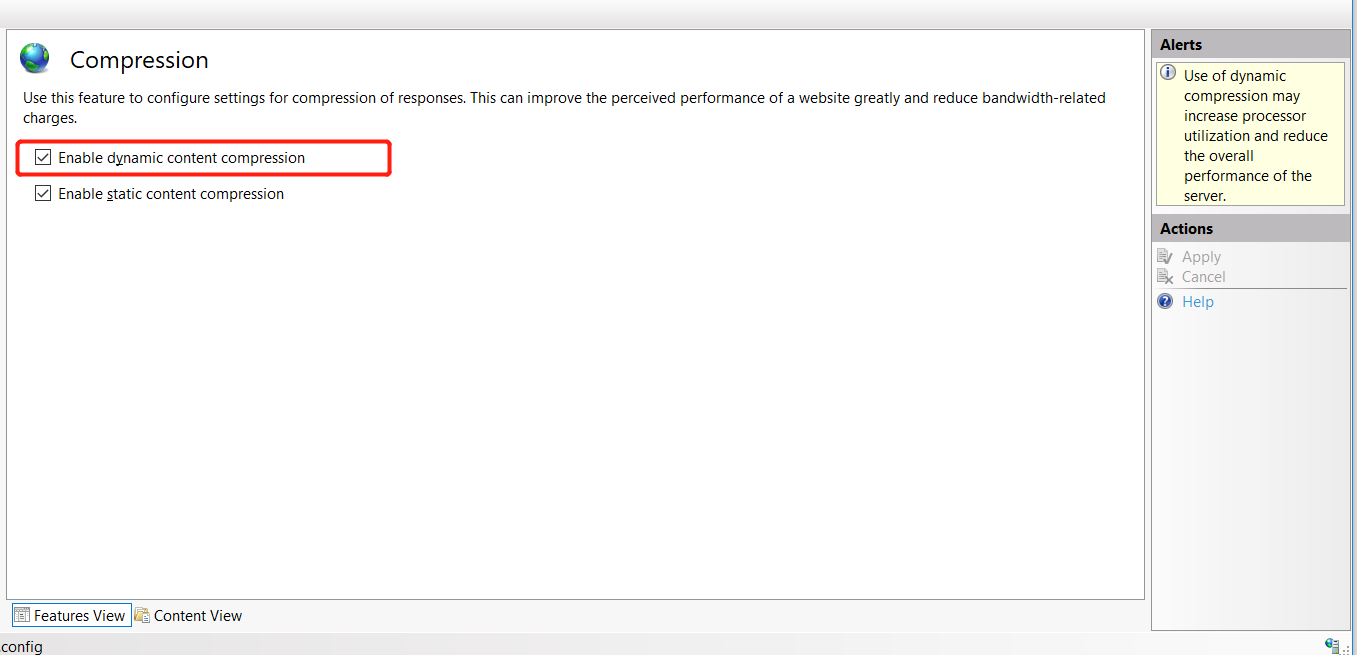 Compression
Use this feature to configure settings for compression of responses. This can improve the perceived performance of a website greatly and reduce bandwidth-related
charges.
Enable dynamic content compression
Enable static content compression
Features View
Content View
.config
Alerts
Use of dynamic
compression may
increase processor
utilization and reduce
the overall
performance of the
server.
Actions
Apply
Cancel
Help